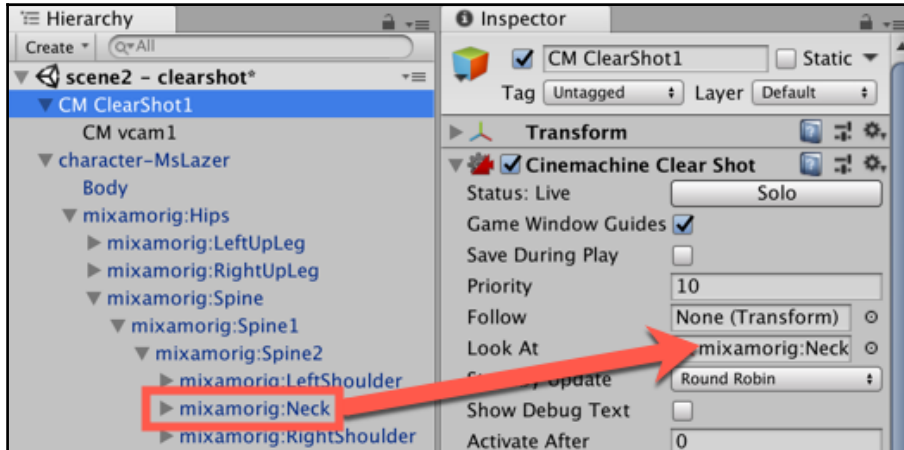 Hierarchy
Create
All
scene2 - clearshot*
CM ClearShot1
CM vcam1
character-MsLazer
Body
mixamorig:Hips
mixamorig:LeftUpLeg
mixamorig:RightUpLeg
mixamorig:Spine
mixamorig:Spine1
mixamorig:Spine2
mixamorig:LeftShoulder
mixamorig:Neck
mixamorig:RightShoulder
Inspector
CM ClearShot1 Static
Tag Untagged Layer Default
Transform
Cinemachine Clear Shot
Status: Live Solo
Game Window Guides
Save During Play
Priority 10
Follow None (Transform)
Look At mixamorig:Neck
Update Round Robin
Show Debug Text
Activate After 0